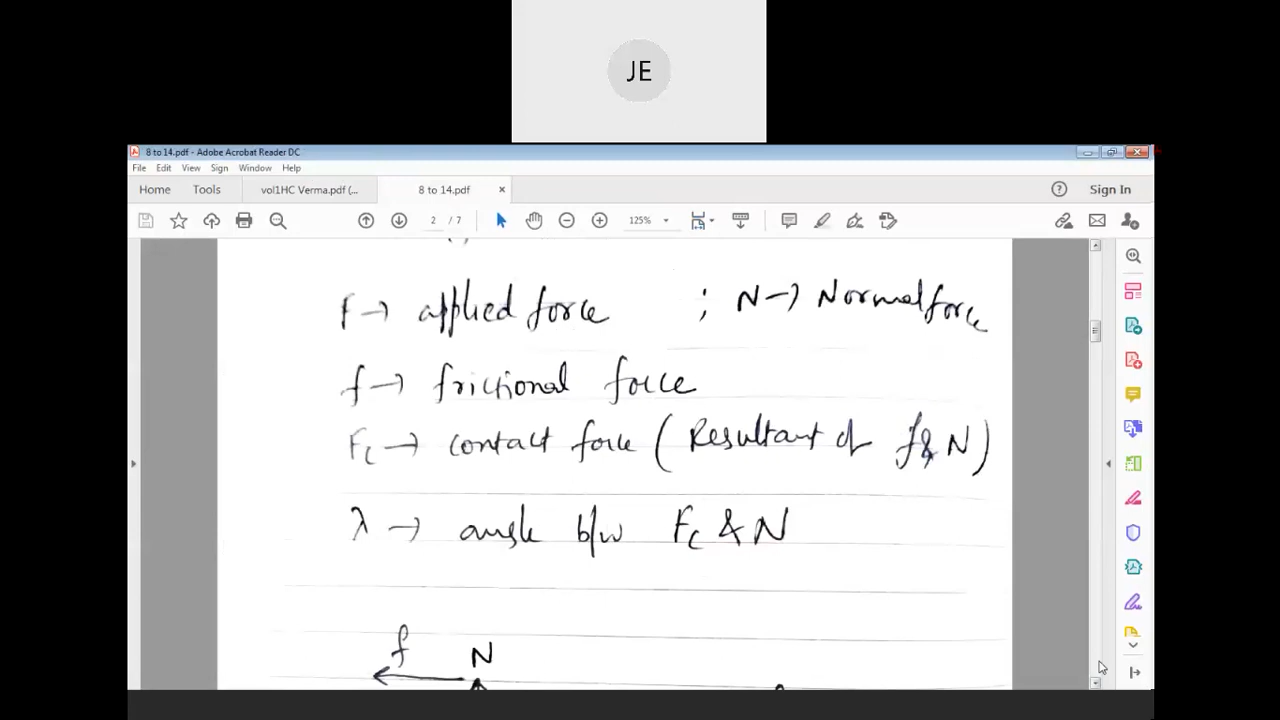 JE
8 to 14.pdf - Adobe Acrobat Reader DC
File Edit View Sign Window Help
Home Tools vol1HC Verma.pdf (... 8 to 14.pdf × Sign In
2 / 7 125%
F → applied force ; N → Normal force
f → frictional force
Fc → contact force ( Resultant of f & N )
λ → angle b/w Fc & N
f N